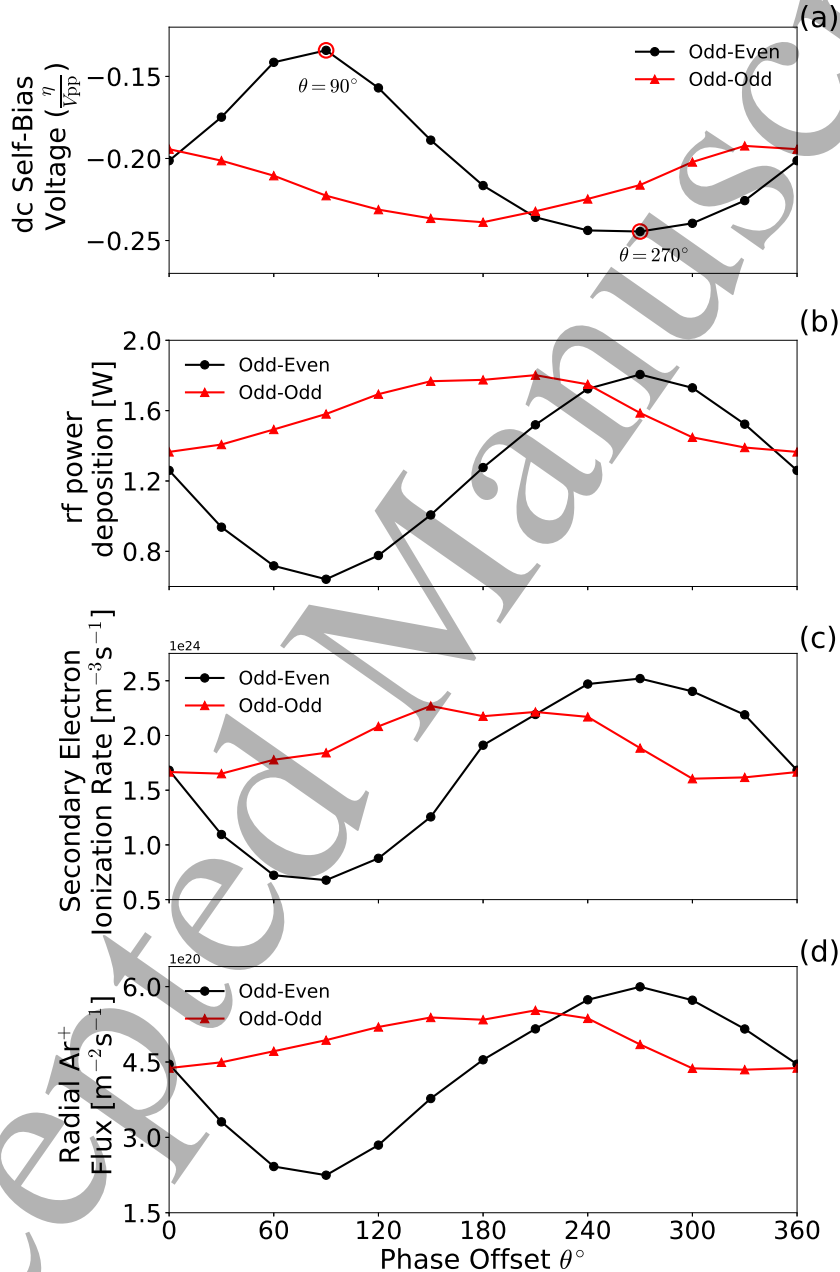 (a)
dc Self-Bias
Voltage (η/Vpp)
−0.15
−0.20
−0.25
θ = 90°
θ = 270°
Odd-Even
Odd-Odd
(b)
rf power
deposition [W]
2.0
1.6
1.2
0.8
Odd-Even
Odd-Odd
(c)
Secondary Electron
Ionization Rate [m⁻³s⁻¹]
1e24
2.5
2.0
1.5
1.0
0.5
Odd-Even
Odd-Odd
(d)
Radial Ar⁺
Flux [m⁻²s⁻¹]
1e20
6.0
4.5
3.0
1.5
Odd-Even
Odd-Odd
0 60 120 180 240 300 360
Phase Offset θ°